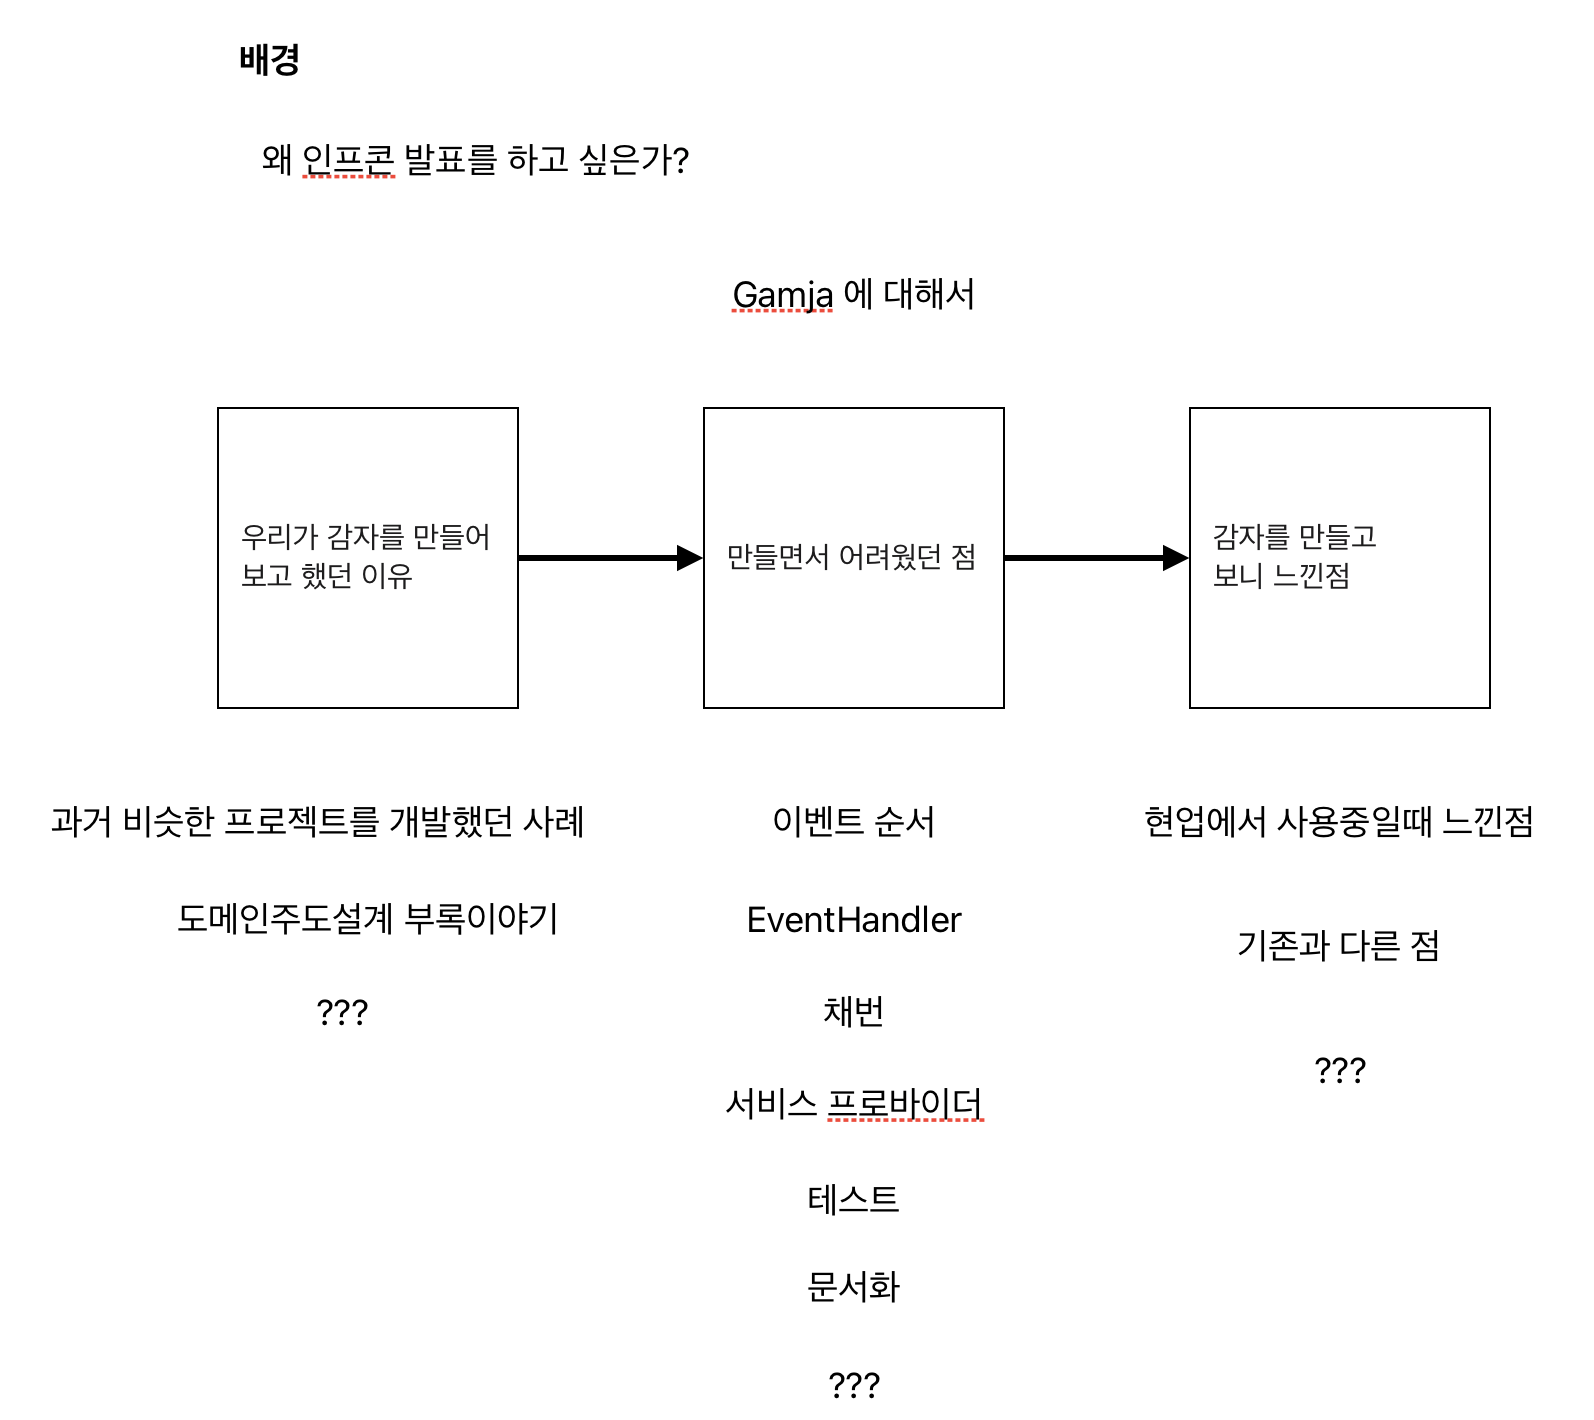 배경
왜 인프콘 발표를 하고 싶은가?
Gamja 에 대해서
우리가 감자를 만들어
보고 했던 이유
만들면서 어려웠던 점
감자를 만들고
보니 느낀점
과거 비슷한 프로젝트를 개발했던 사례
이벤트 순서
현업에서 사용중일때 느낀점
도메인주도설계 부록이야기
EventHandler
기존과 다른 점
???
채번
???
서비스 프로바이더
테스트
문서화
???